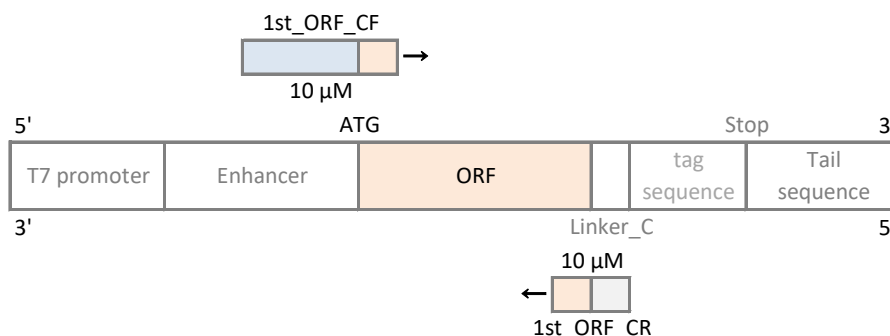 1st_ORF_CF
10 µM
5' ATG Stop 3
T7 promoter Enhancer ORF tag sequence Tail sequence
3' Linker_C 5
10 µM
1st_ORF_CR